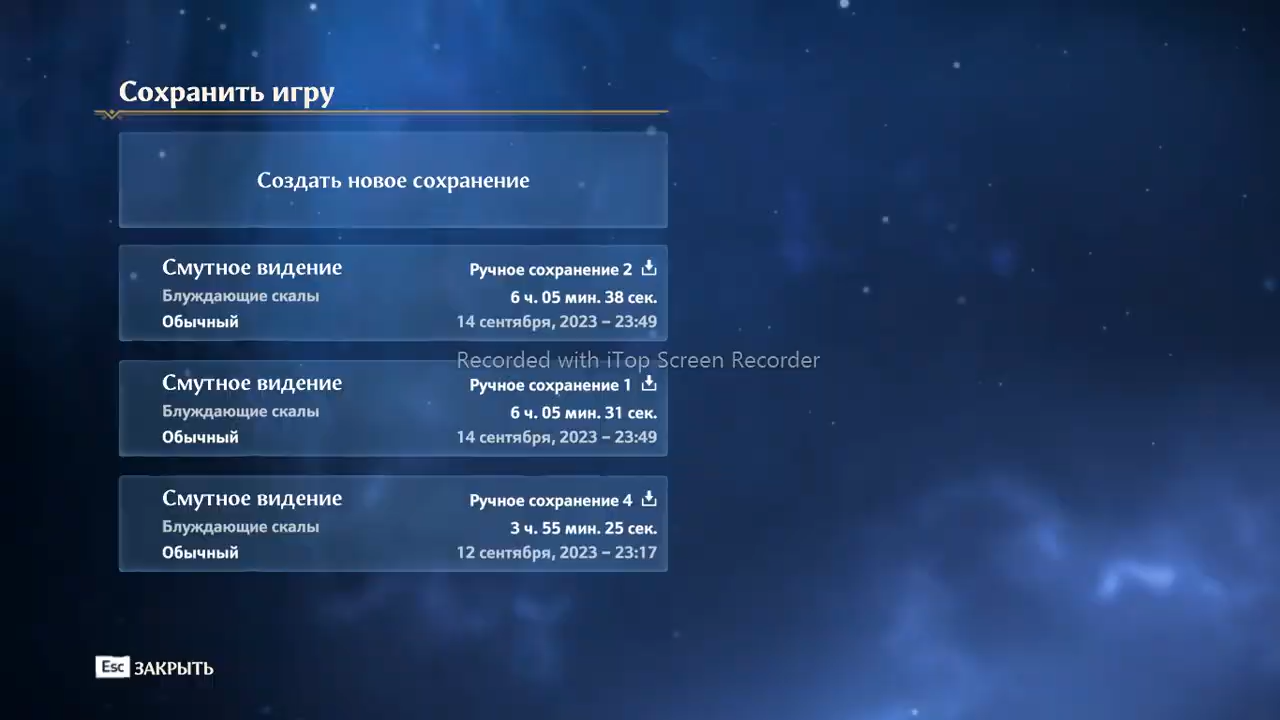 Сохранить игру
Создать новое сохранение
Смутное видение Ручное сохранение 2
Блуждающие скалы 6 ч. 05 мин. 38 сек.
Обычный 14 сентября, 2023 – 23:49
Recorded with iTop Screen Recorder
Смутное видение Ручное сохранение 1
Блуждающие скалы 6 ч. 05 мин. 31 сек.
Обычный 14 сентября, 2023 – 23:49
Смутное видение Ручное сохранение 4
Блуждающие скалы 3 ч. 55 мин. 25 сек.
Обычный 12 сентября, 2023 – 23:17
Esc ЗАКРЫТЬ